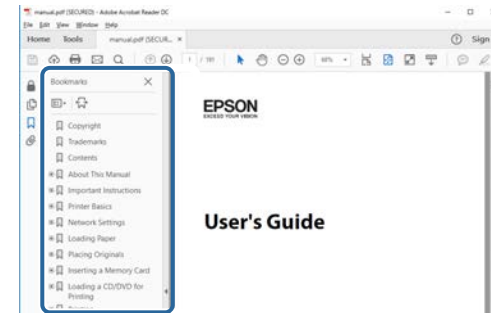 manual.pdf (SECURED) - Adobe Acrobat Reader DC
File Edit View Window Help
Home Tools manual.pdf (SECUR... × Sign
1
Bookmarks ×
Copyright
Trademarks
Contents
About This Manual
Important Instructions
Printer Basics
Network Settings
Loading Paper
Placing Originals
Inserting a Memory Card
Loading a CD/DVD for
Printing
EPSON
EXCEED YOUR VISION
User's Guide